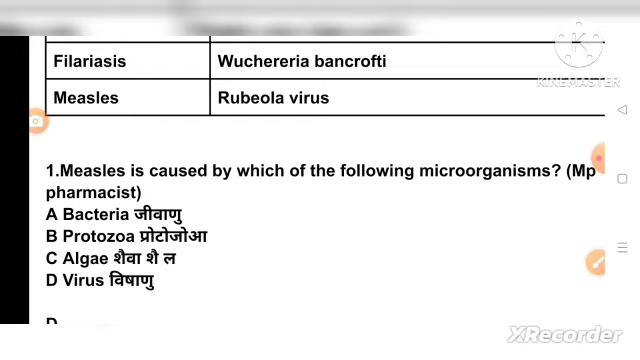 KINEMASTER
Filariasis Wuchereria bancrofti
Measles Rubeola virus
1.Measles is caused by which of the following microorganisms? (Mp
pharmacist)
A Bacteria जीवाणु
B Protozoa प्रोटोजोआ
C Algae शैवा शै ल
D Virus विषाणु
XRecorder